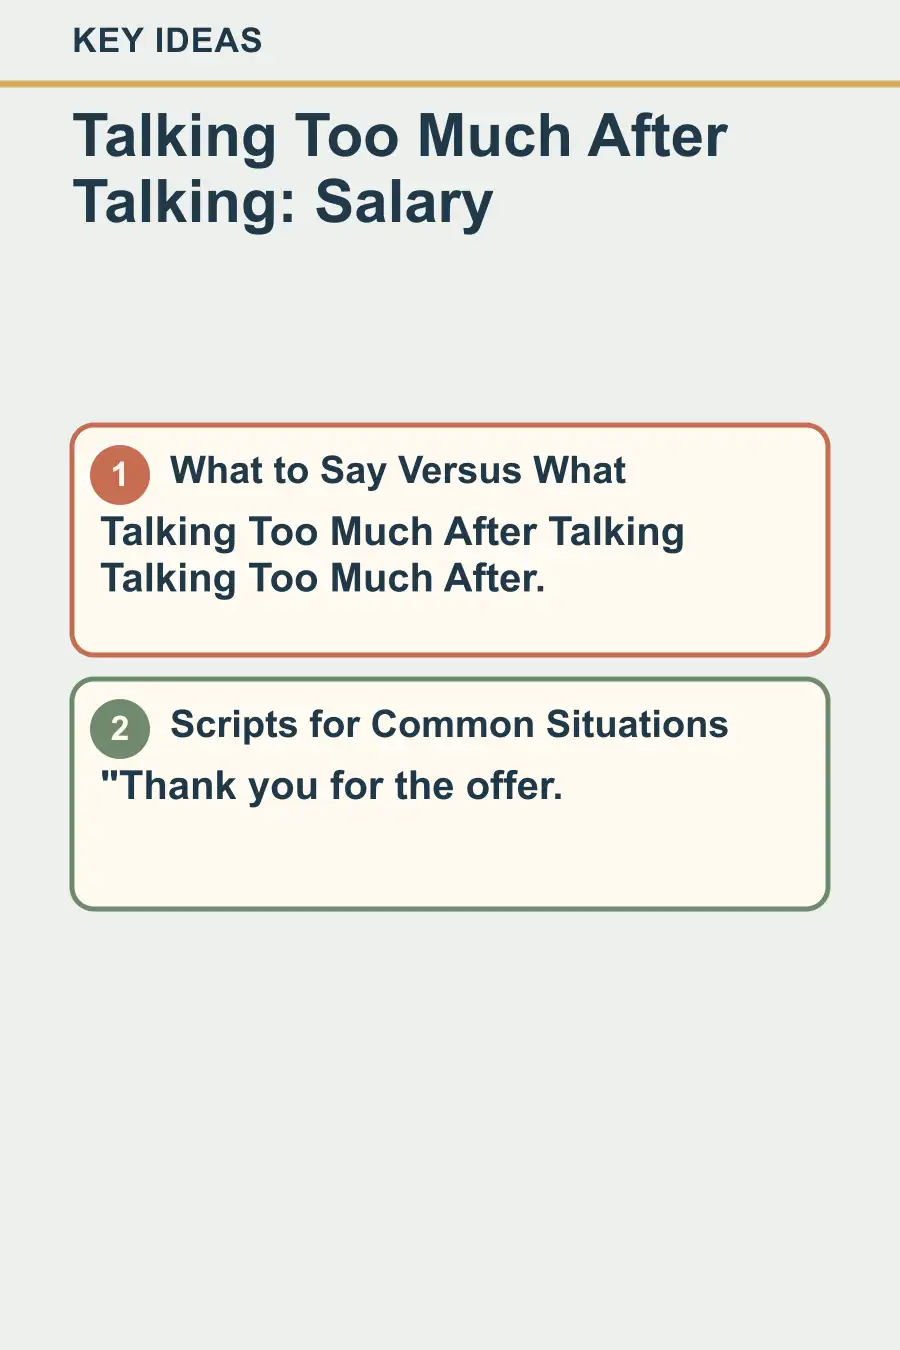 KEY IDEAS
Talking Too Much After
Talking: Salary
1 What to Say Versus What
Talking Too Much After Talking
Talking Too Much After.
2 Scripts for Common Situations
"Thank you for the offer.